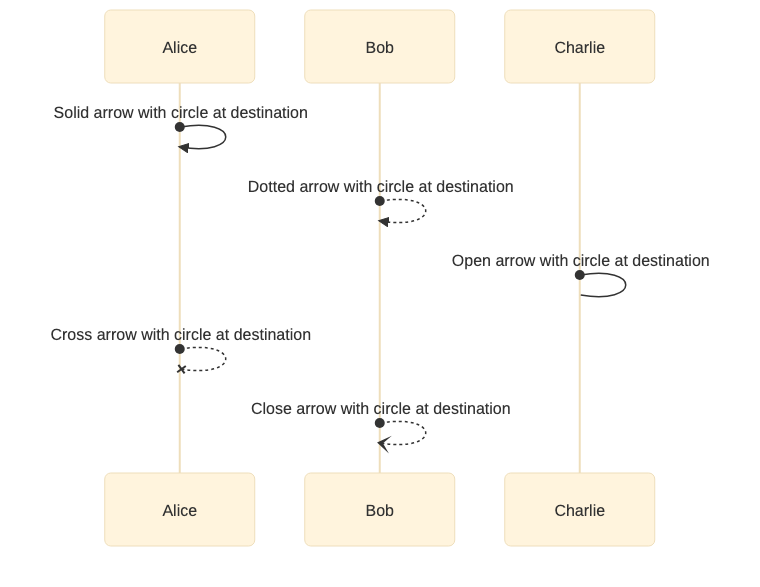 Alice
Bob
Charlie
Solid arrow with circle at destination
Dotted arrow with circle at destination
Open arrow with circle at destination
Cross arrow with circle at destination
Close arrow with circle at destination
Alice
Bob
Charlie